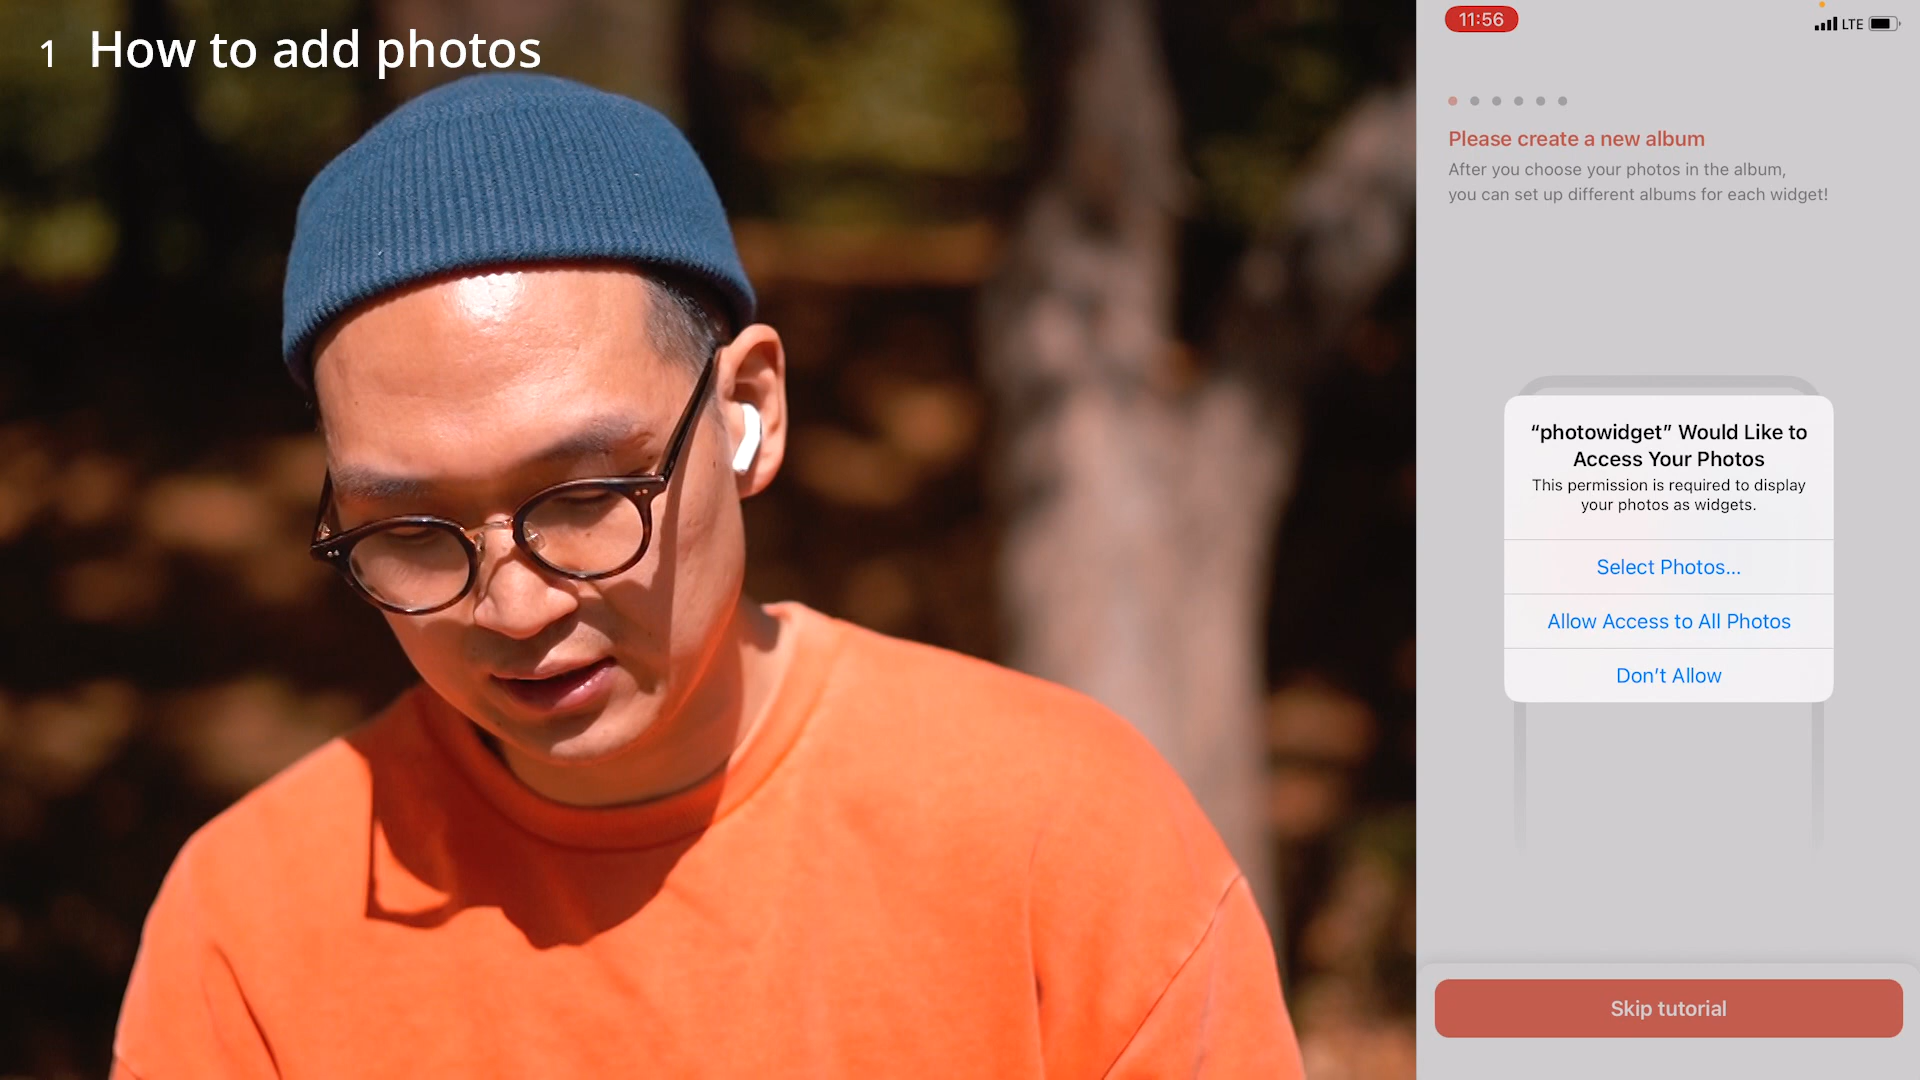 1 How to add photos
11:56
LTE
Please create a new album
After you choose your photos in the album,
you can set up different albums for each widget!
“photowidget” Would Like to
Access Your Photos
This permission is required to display
your photos as widgets.
Select Photos...
Allow Access to All Photos
Don’t Allow
Skip tutorial